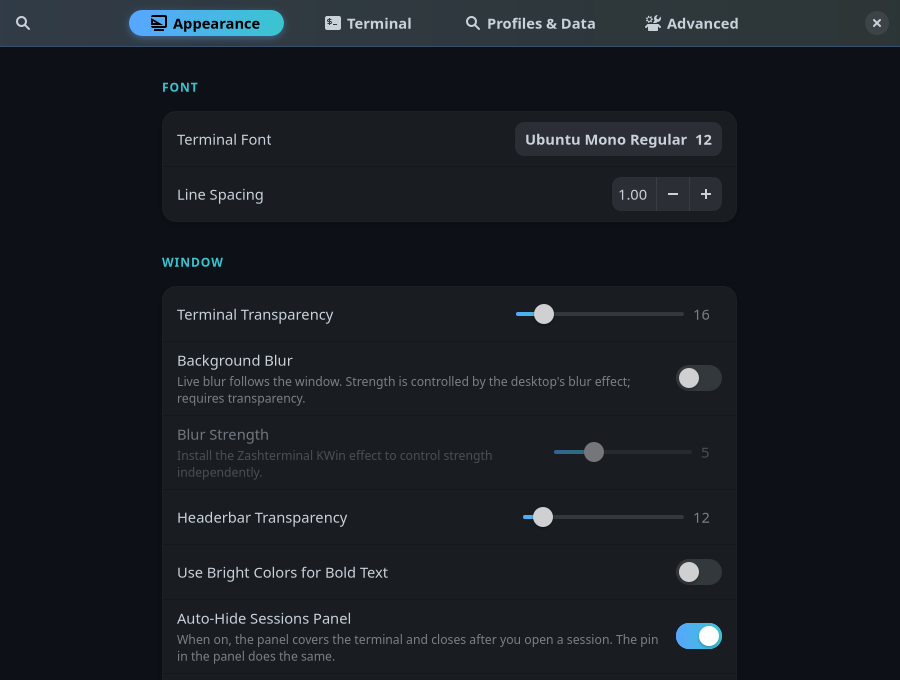 Appearance
Terminal
Profiles & Data
Advanced
FONT
Terminal Font
Ubuntu Mono Regular 12
Line Spacing
1.00
WINDOW
Terminal Transparency
16
Background Blur
Live blur follows the window. Strength is controlled by the desktop's blur effect;
requires transparency.
Blur Strength
Install the Zashterminal KWin effect to control strength
independently.
5
Headerbar Transparency
12
Use Bright Colors for Bold Text
Auto-Hide Sessions Panel
When on, the panel covers the terminal and closes after you open a session. The pin
in the panel does the same.